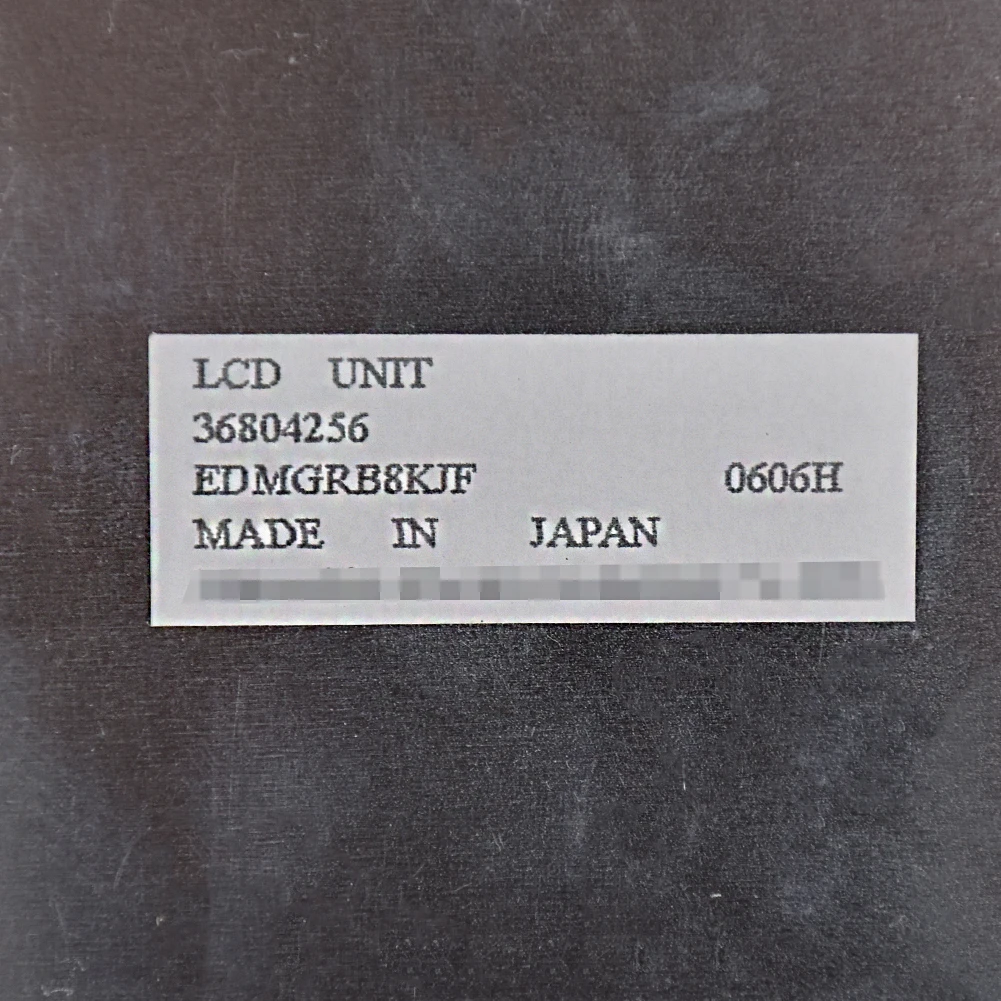 LCD UNIT
36804256
EDMGRB8KJF 0606H
MADE IN JAPAN